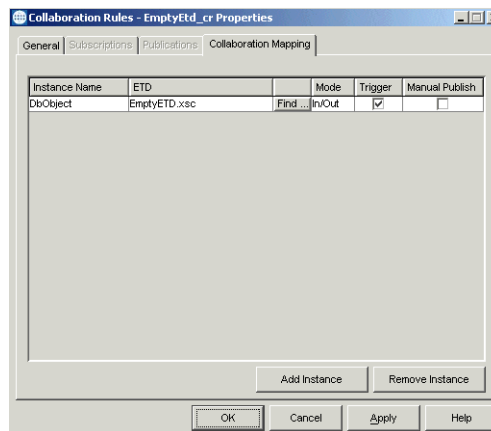 Collaboration Rules - EmptyEtd_cr Properties
General Subscriptions Publications Collaboration Mapping
Instance Name ETD Mode Trigger Manual Publish
DbObject EmptyETD.xsc Find ... In/Out
Add Instance Remove Instance
OK Cancel Apply Help